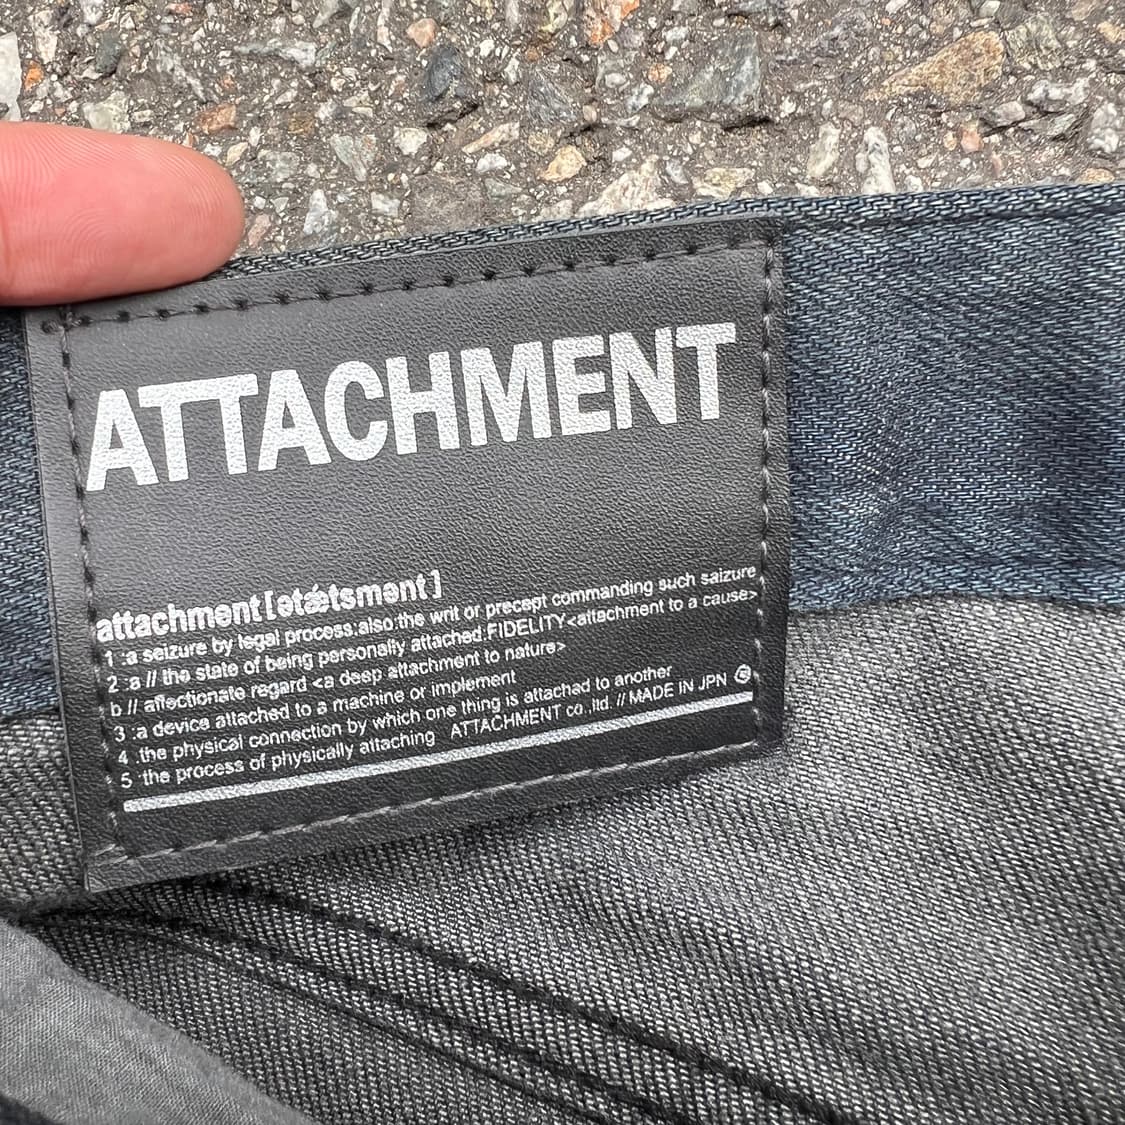 ATTACHMENT
attachment [ətǽtsmənt]
1 :a seizure by legal process:also:the writ or precept commanding such saizure
2 :a // the state of being personally attached:FIDELITY<attachment to a cause>
b // affectionate regard <a deep attachment to nature>
3 :a device attached to a machine or implement
4 :the physical connection by which one thing is attachad to another
5 :the process of physically attaching ATTACHMENT co.,ltd. // MADE IN JPN